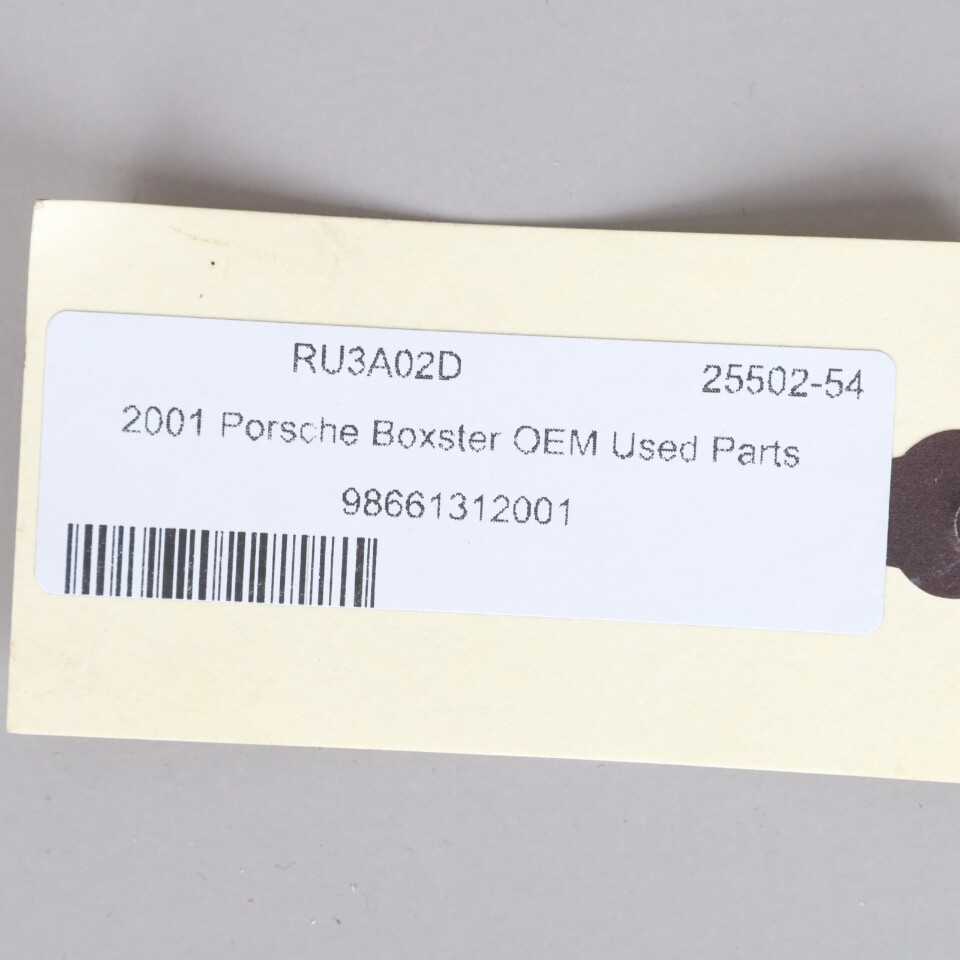 RU3A02D 25502-54
2001 Porsche Boxster OEM Used Parts
98661312001